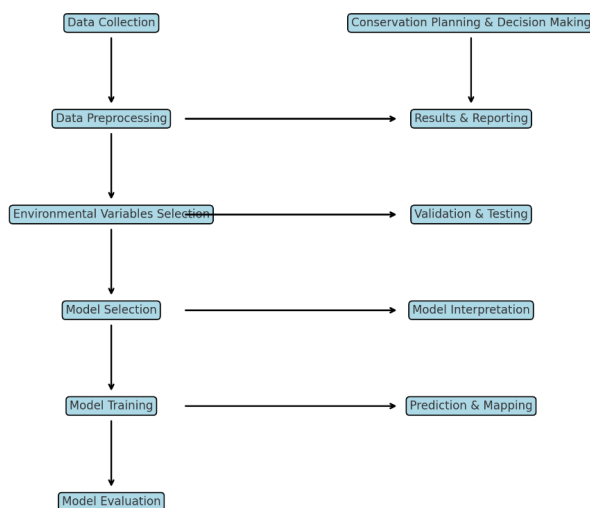 Data Collection
Conservation Planning & Decision Making
Data Preprocessing
Results & Reporting
Environmental Variables Selection
Validation & Testing
Model Selection
Model Interpretation
Model Training
Prediction & Mapping
Model Evaluation